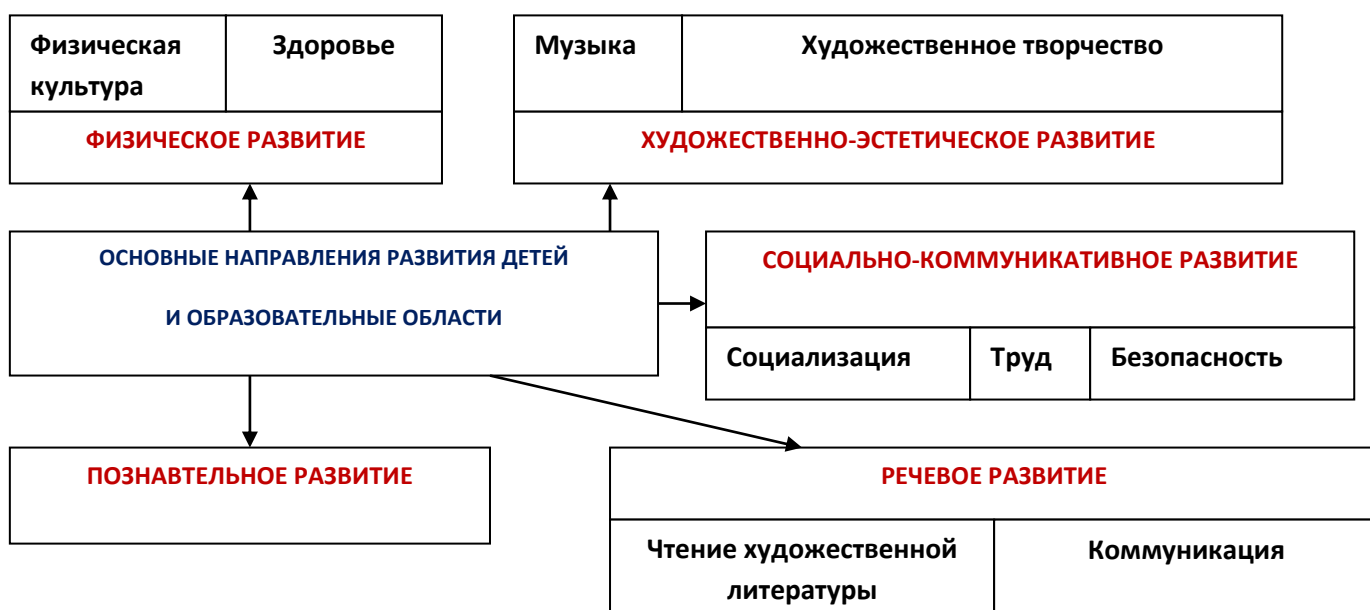 Физическая культура
Здоровье
Музыка
Художественное творчество
ФИЗИЧЕСКОЕ РАЗВИТИЕ
ХУДОЖЕСТВЕННО-ЭСТЕТИЧЕСКОЕ РАЗВИТИЕ
ОСНОВНЫЕ НАПРАВЛЕНИЯ РАЗВИТИЯ ДЕТЕЙ
И ОБРАЗОВАТЕЛЬНЫЕ ОБЛАСТИ
СОЦИАЛЬНО-КОММУНИКАТИВНОЕ РАЗВИТИЕ
Социализация
Труд
Безопасность
ПОЗНАВТЕЛЬНОЕ РАЗВИТИЕ
РЕЧЕВОЕ РАЗВИТИЕ
Чтение художественной
литературы
Коммуникация